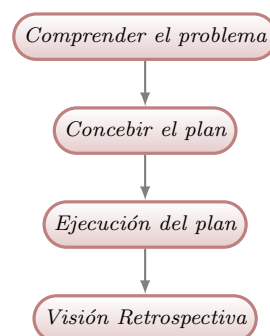 Comprender el problema
Concebir el plan
Ejecución del plan
Visión Retrospectiva